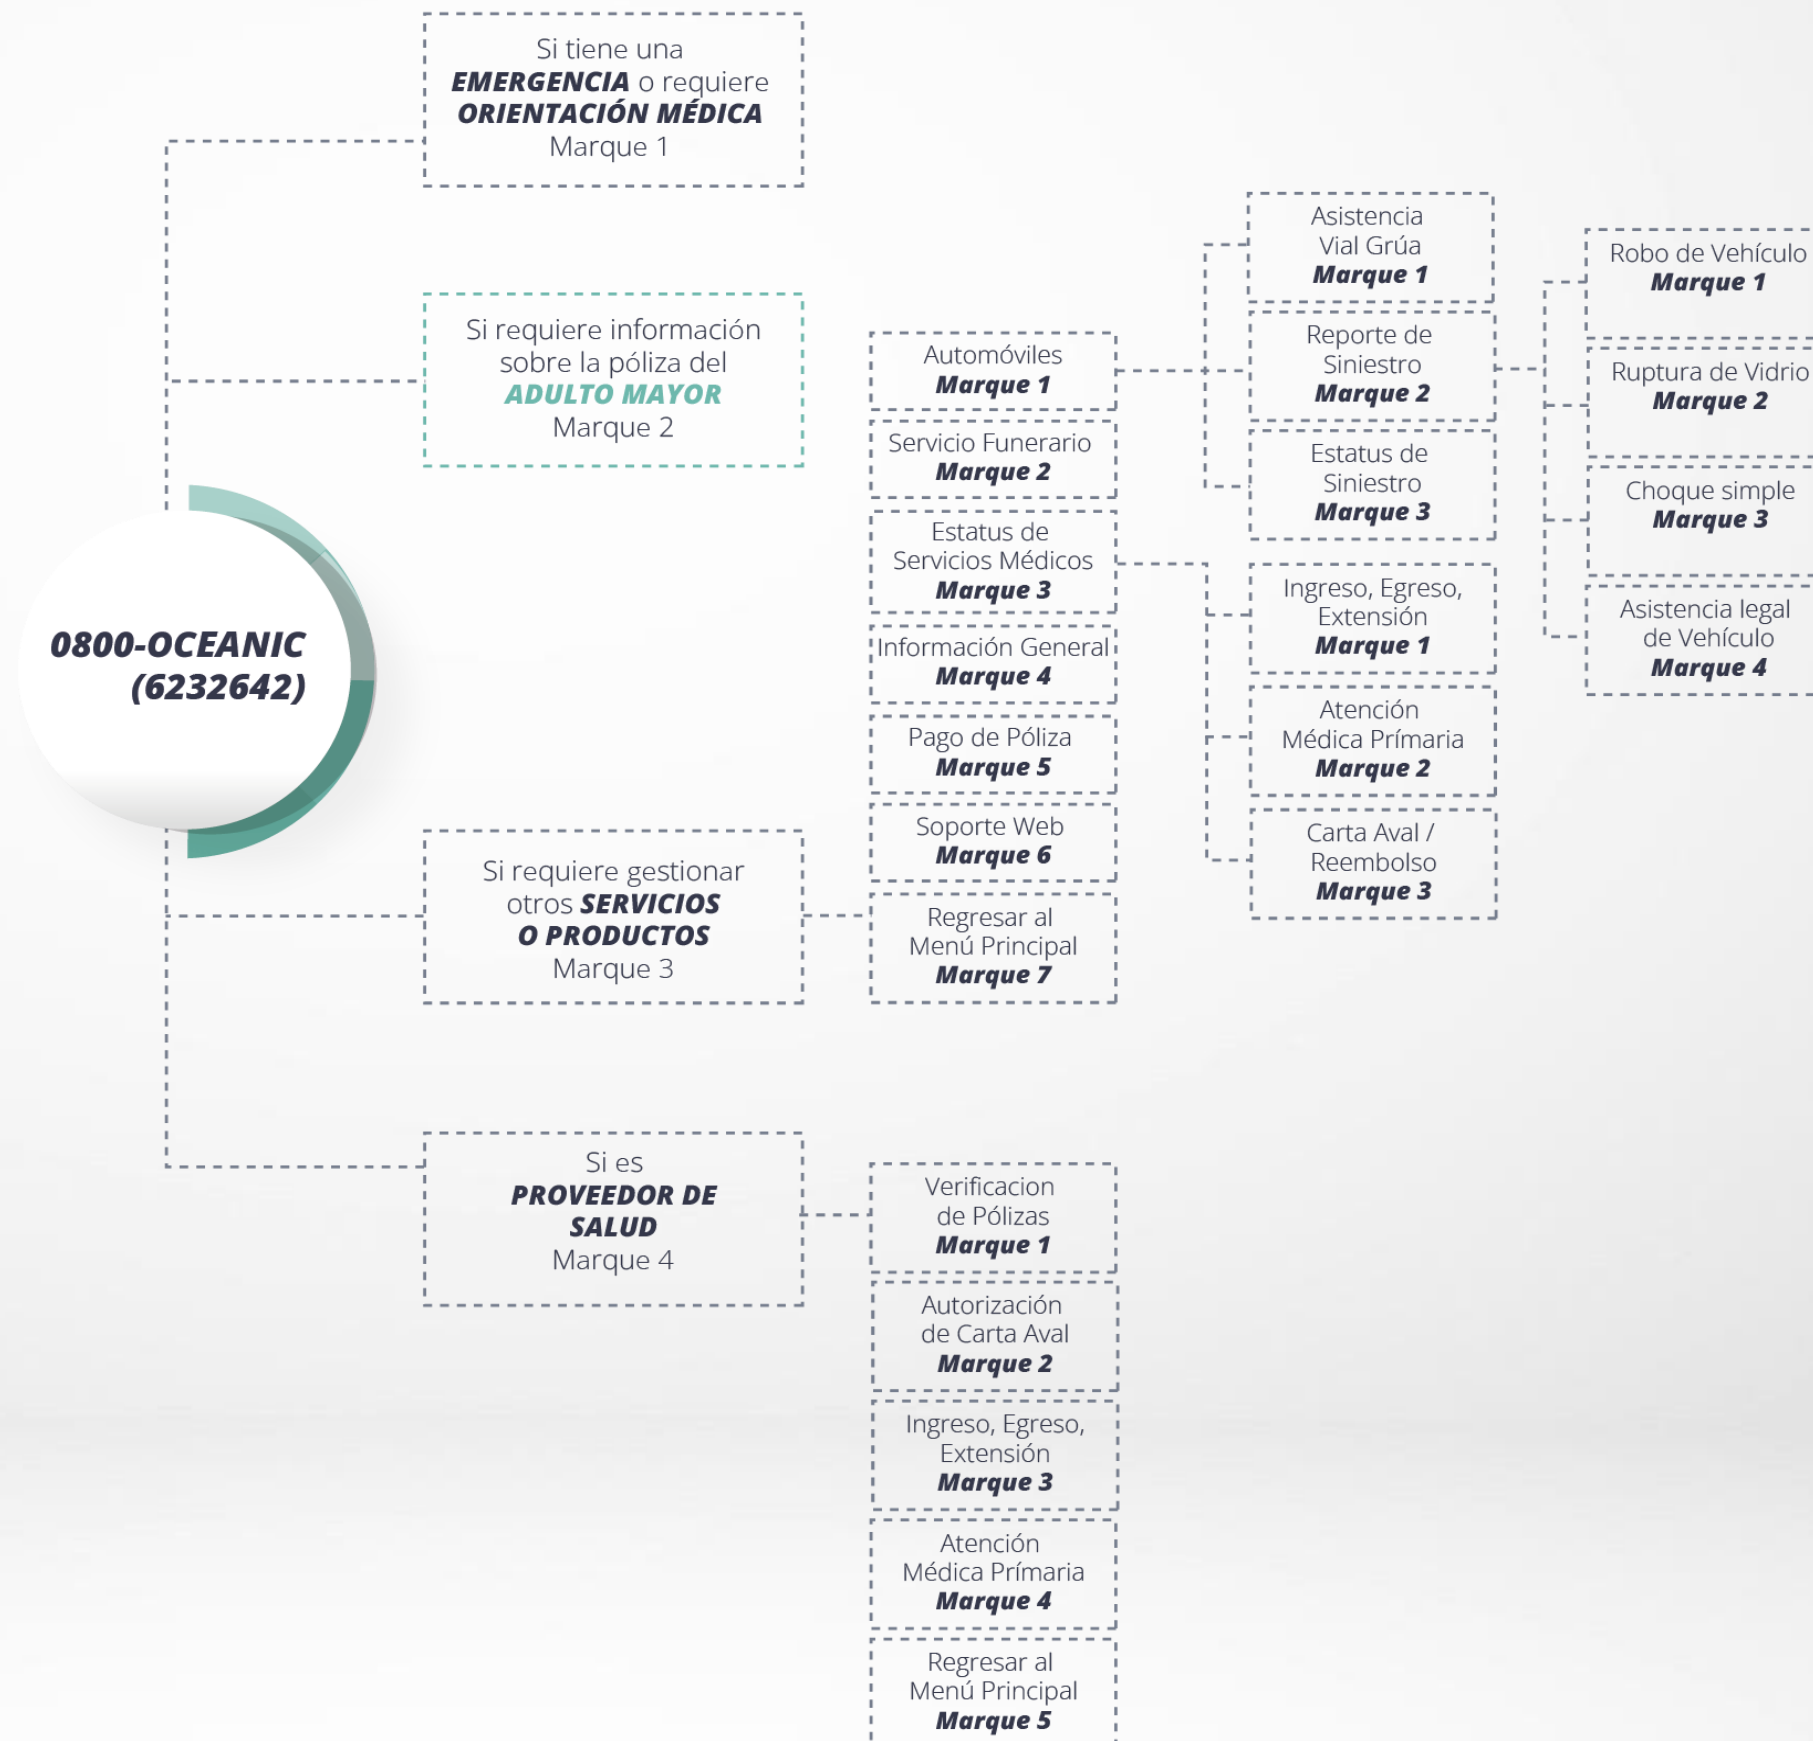 Si tiene una
EMERGENCIA o requiere
ORIENTACIÓN MÉDICA
Marque 1
Si requiere información
sobre la póliza del
ADULTO MAYOR
Marque 2
0800-OCEANIC
(6232642)
Si requiere gestionar
otros SERVICIOS
O PRODUCTOS
Marque 3
Si es
PROVEEDOR DE
SALUD
Marque 4
Automóviles
Marque 1
Servicio Funerario
Marque 2
Estatus de
Servicios Médicos
Marque 3
Información General
Marque 4
Pago de Póliza
Marque 5
Soporte Web
Marque 6
Regresar al
Menú Principal
Marque 7
Asistencia
Vial Grúa
Marque 1
Reporte de
Siniestro
Marque 2
Estatus de
Siniestro
Marque 3
Robo de Vehículo
Marque 1
Ruptura de Vidrio
Marque 2
Choque simple
Marque 3
Asistencia legal
de Vehículo
Marque 4
Ingreso, Egreso,
Extensión
Marque 1
Atención
Médica Prímaria
Marque 2
Carta Aval /
Reembolso
Marque 3
Verificacion
de Pólizas
Marque 1
Autorización
de Carta Aval
Marque 2
Ingreso, Egreso,
Extensión
Marque 3
Atención
Médica Prímaria
Marque 4
Regresar al
Menú Principal
Marque 5